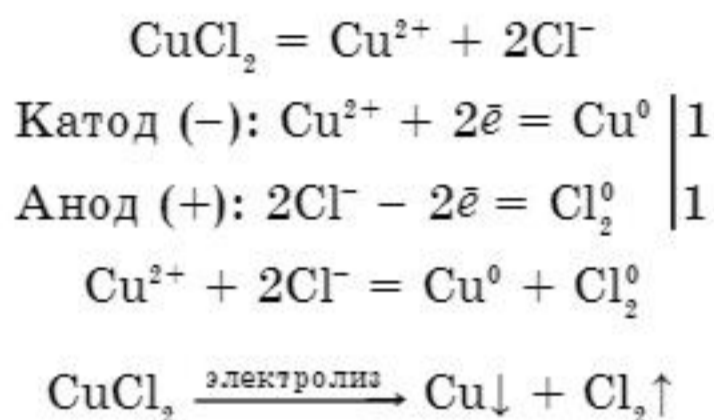 CuCl₂ = Cu²⁺ + 2Cl⁻
Катод (−): Cu²⁺ + 2ē = Cu⁰ | 1
Анод (+): 2Cl⁻ − 2ē = Cl₂⁰ | 1
Cu²⁺ + 2Cl⁻ = Cu⁰ + Cl₂⁰
CuCl₂ электролиз → Cu↓ + Cl₂↑